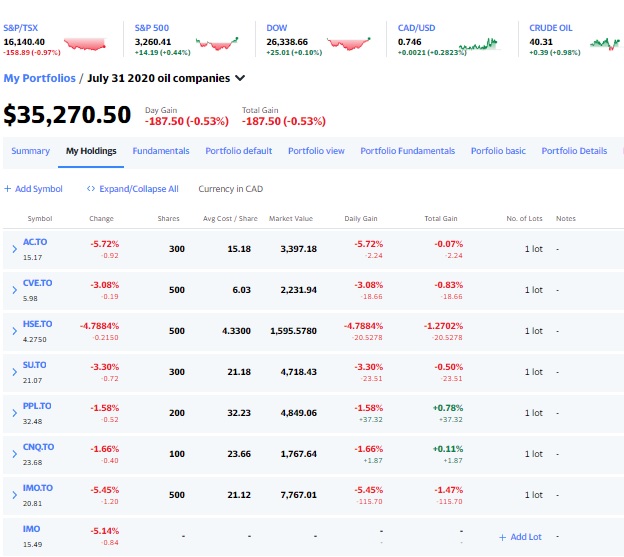 S&P/TSX S&P 500 DOW CAD/USD CRUDE OIL
16,140.40 3,260.41 26,338.66 0.746 40.31
-158.89 (-0.97%) +14.19 (+0.44%) +25.01 (+0.10%) +0.0021 (+0.2823%) +0.39 (+0.98%)
My Portfolios / July 31 2020 oil companies
$35,270.50 Day Gain Total Gain
-187.50 (-0.53%) -187.50 (-0.53%)
Summary My Holdings Fundamentals Portfolio default Portfolio view Portfolio Fundamentals Porfolio basic Portfolio Details
+ Add Symbol <> Expand/Collapse All Currency in CAD
Symbol Change Shares Avg Cost / Share Market Value Daily Gain Total Gain No. of Lots Notes
AC.TO -5.72% 300 15.18 3,397.18 -5.72% -0.07% 1 lot -
15.17 -0.92 -2.24 -2.24
CVE.TO -3.08% 500 6.03 2,231.94 -3.08% -0.83% 1 lot -
5.98 -0.19 -18.66 -18.66
HSE.TO -4.7884% 500 4.3300 1,595.5780 -4.7884% -1.2702% 1 lot -
4.2750 -0.2150 -20.5278 -20.5278
SU.TO -3.30% 300 21.18 4,718.43 -3.30% -0.50% 1 lot -
21.07 -0.72 -23.51 -23.51
PPL.TO -1.58% 200 32.23 4,849.06 -1.58% +0.78% 1 lot -
32.48 -0.52 +37.32 +37.32
CNQ.TO -1.66% 100 23.66 1,767.64 -1.66% +0.11% 1 lot -
23.68 -0.40 +1.87 +1.87
IMO.TO -5.45% 500 21.12 7,767.01 -5.45% -1.47% 1 lot -
20.81 -1.20 -115.70 -115.70
IMO -5.14% - - - - - + Add Lot -
15.49 -0.84 - -